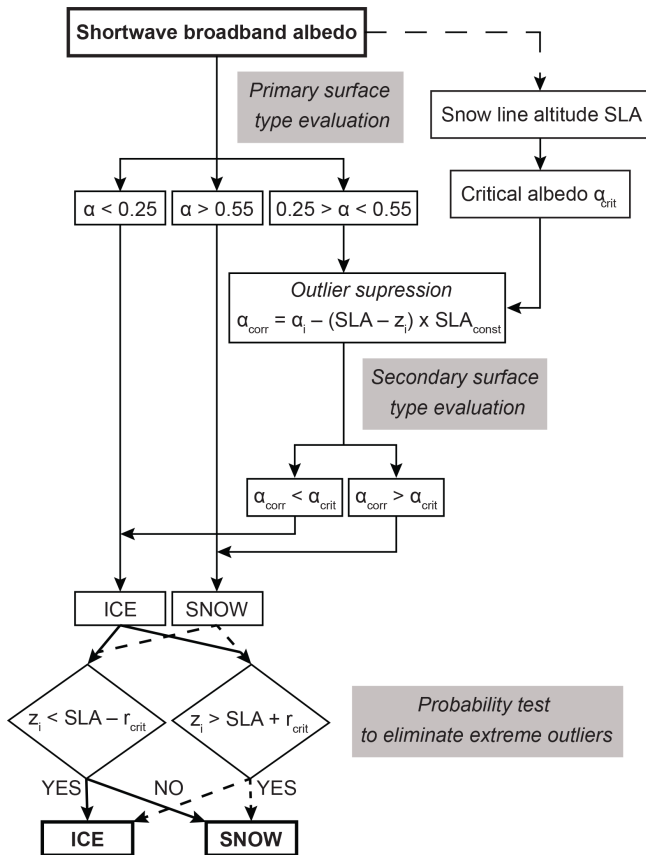 Shortwave broadband albedo
Primary surface
type evaluation
Snow line altitude SLA
Critical albedo αcrit
α < 0.25
α > 0.55
0.25 > α < 0.55
Outlier supression
αcorr = αi – (SLA – zi) x SLAconst
Secondary surface
type evaluation
αcorr < αcrit
αcorr > αcrit
ICE
SNOW
zi < SLA – rcrit
zi > SLA + rcrit
Probability test
to eliminate extreme outliers
YES
NO
YES
ICE
SNOW